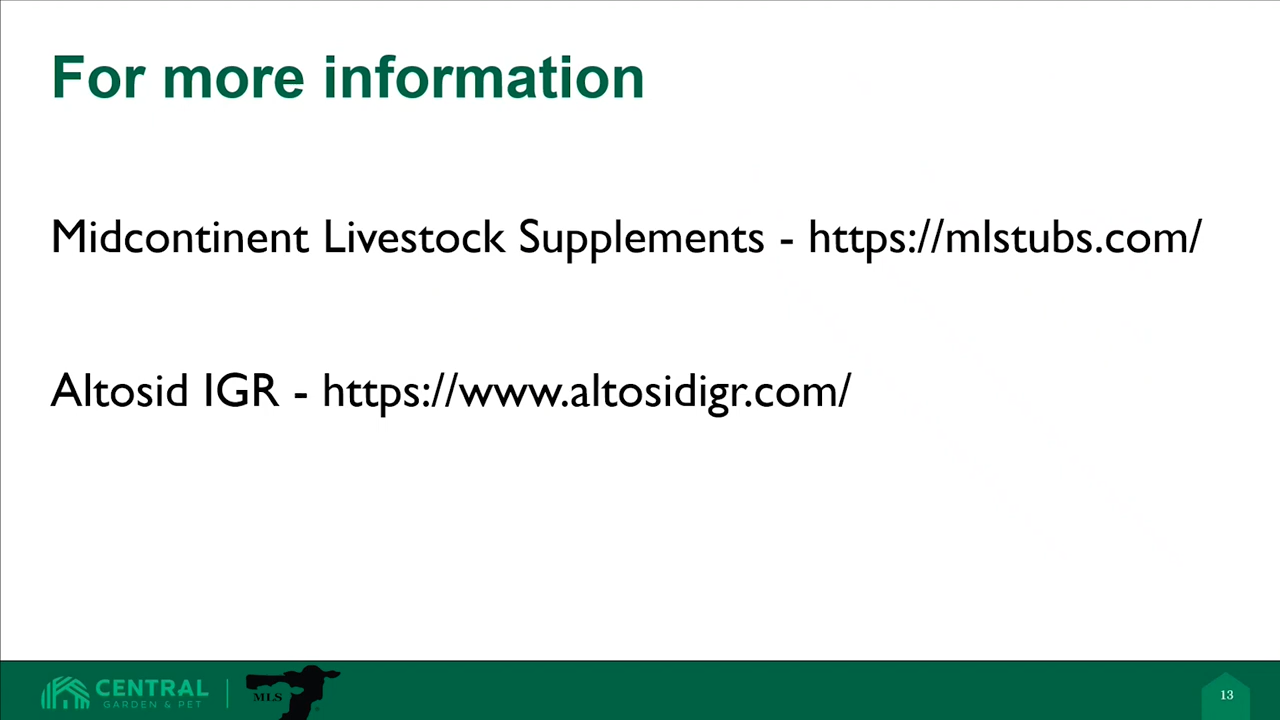 For more information
Midcontinent Livestock Supplements - https://mlstubs.com/
Altosid IGR - https://www.altosidigr.com/
CENTRAL
GARDEN & PET
MLS
13